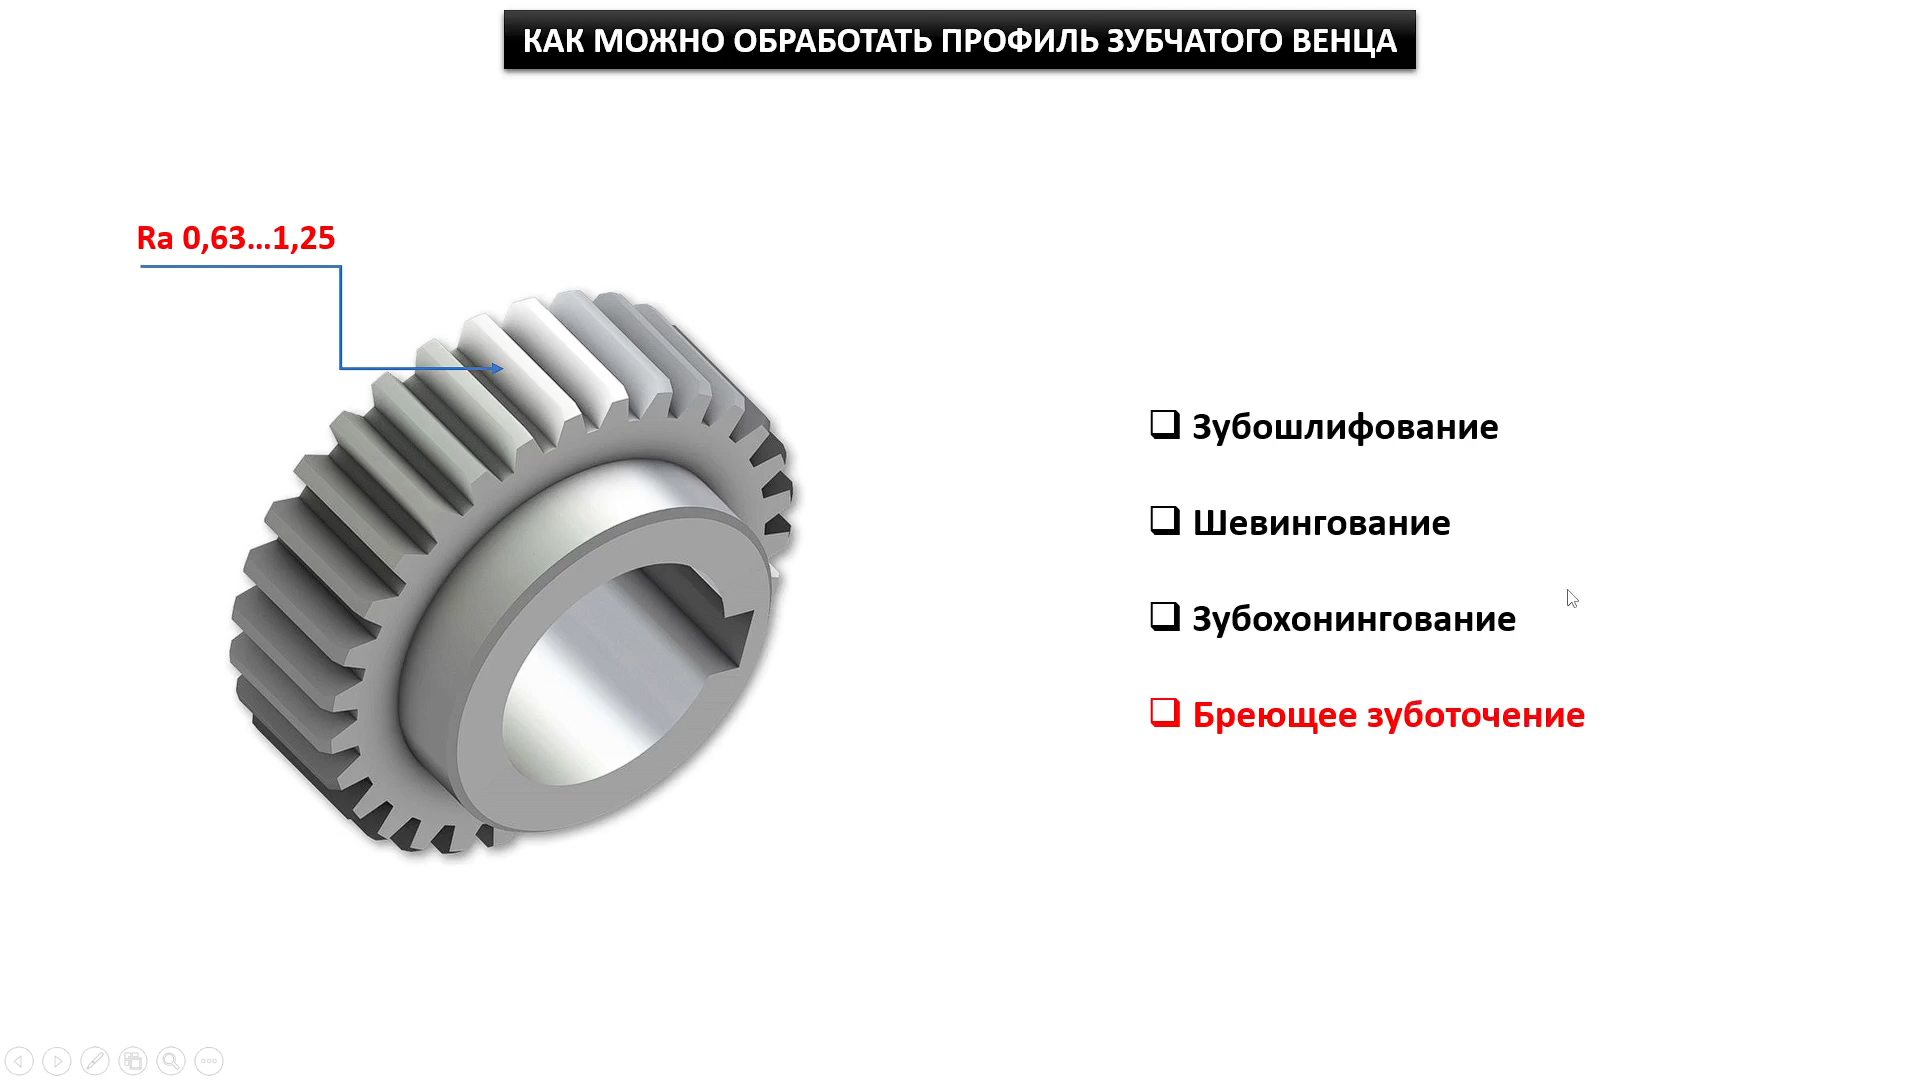 КАК МОЖНО ОБРАБОТАТЬ ПРОФИЛЬ ЗУБЧАТОГО ВЕНЦА
Ra 0,63...1,25
Зубошлифование
Шевингование
Зубохонингование
Бреющее зуботочение